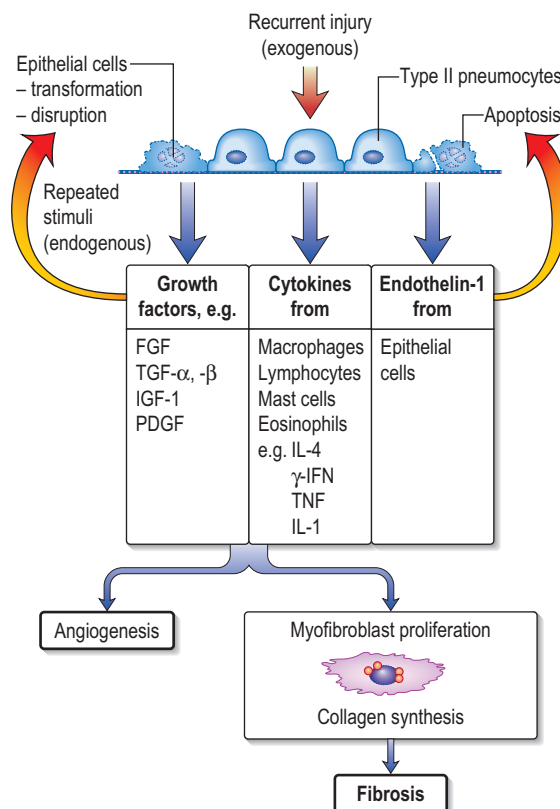 Recurrent injury
(exogenous)
Epithelial cells
– transformation
– disruption
Type II pneumocytes
Apoptosis
Repeated
stimuli
(endogenous)
Growth
factors, e.g.
FGF
TGF-α, -β
IGF-1
PDGF
Cytokines
from
Macrophages
Lymphocytes
Mast cells
Eosinophils
e.g. IL-4
γ-IFN
TNF
IL-1
Endothelin-1
from
Epithelial
cells
Angiogenesis
Myofibroblast proliferation
Collagen synthesis
Fibrosis